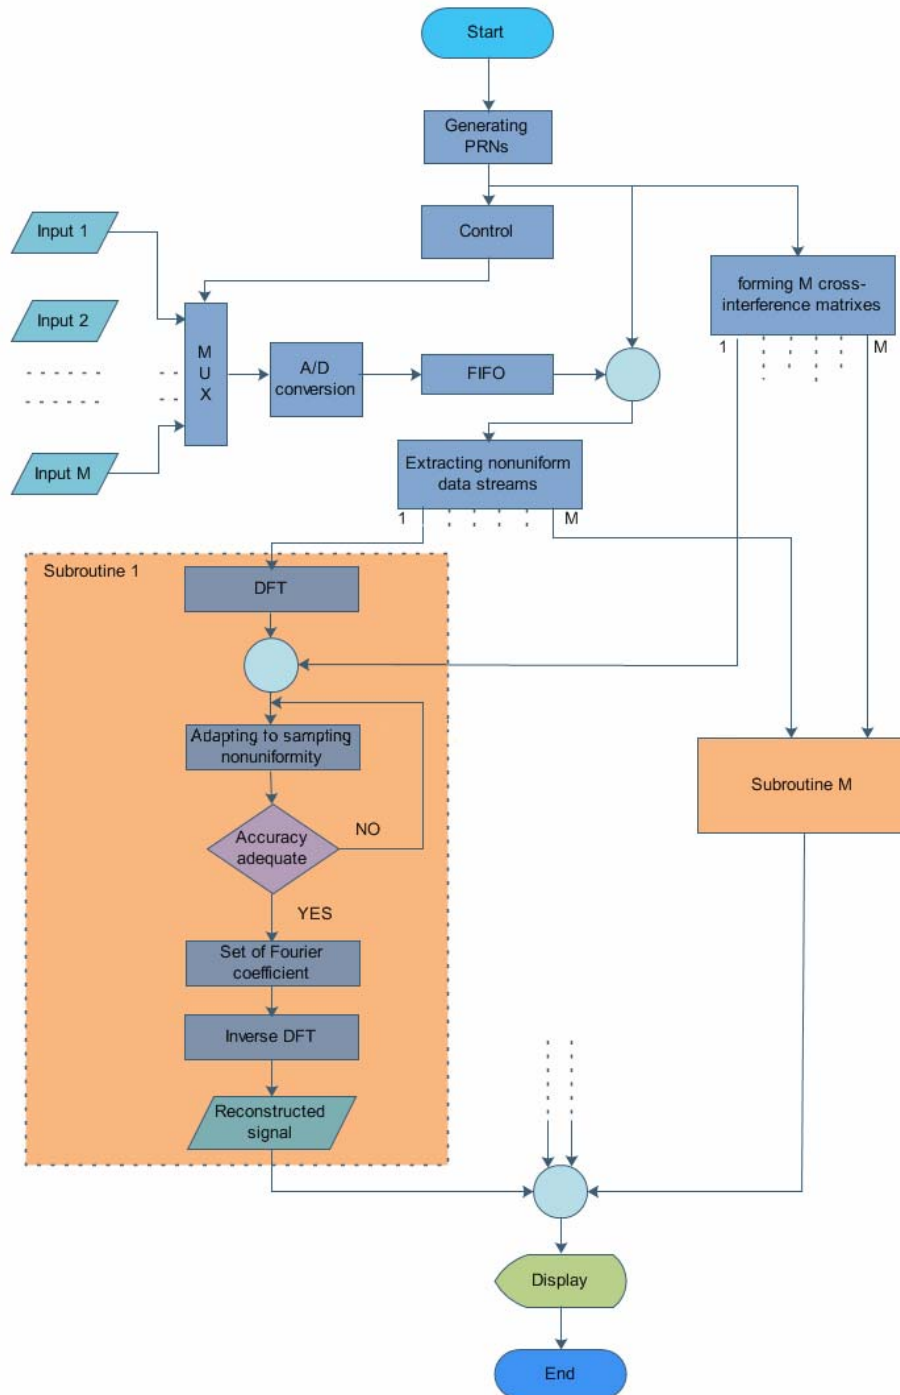 Start
Generating
PRNs
Control
Input 1
forming M cross-
interference matrixes
Input 2
M
U
X
A/D
conversion
FIFO
1
M
Input M
Extracting nonuniform
data streams
1
M
Subroutine 1
DFT
Adapting to sampting
nonuniformity
Subroutine M
Accuracy
adequate
NO
YES
Set of Fourier
coefficient
Inverse DFT
Reconstructed
signal
Display
End